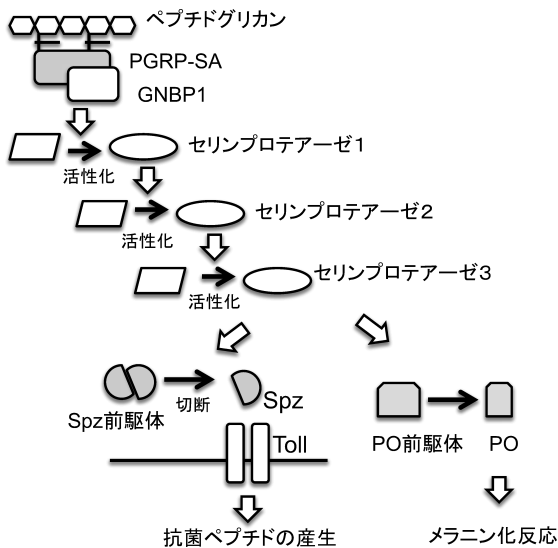 ペプチドグリカン
PGRP-SA
GNBP1
セリンプロテアーゼ1
活性化
セリンプロテアーゼ2
活性化
セリンプロテアーゼ3
活性化
Spz前駆体
切断
Spz
Toll
抗菌ペプチドの産生
PO前駆体
PO
メラニン化反応